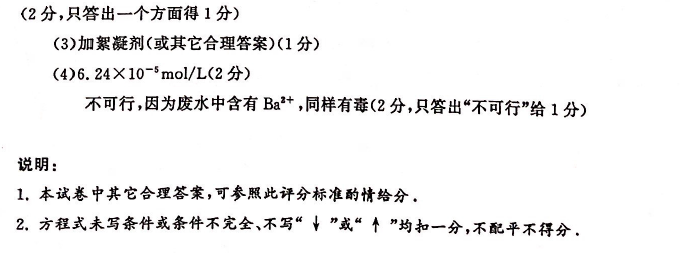 (2分,只答出一个方面得1分)
(3)加絮凝剂(或其它合理答案)(1分)
(4)6.24×10⁻⁵mol/L(2分)
不可行,因为废水中含有Ba²⁺,同样有毒(2分,只答出“不可行”给1分)
说明:
1. 本试卷中其它合理答案,可参照此评分标准酌情给分.
2. 方程式未写条件或条件不完全、不写“↓”或“↑”均扣一分,不配平不得分.